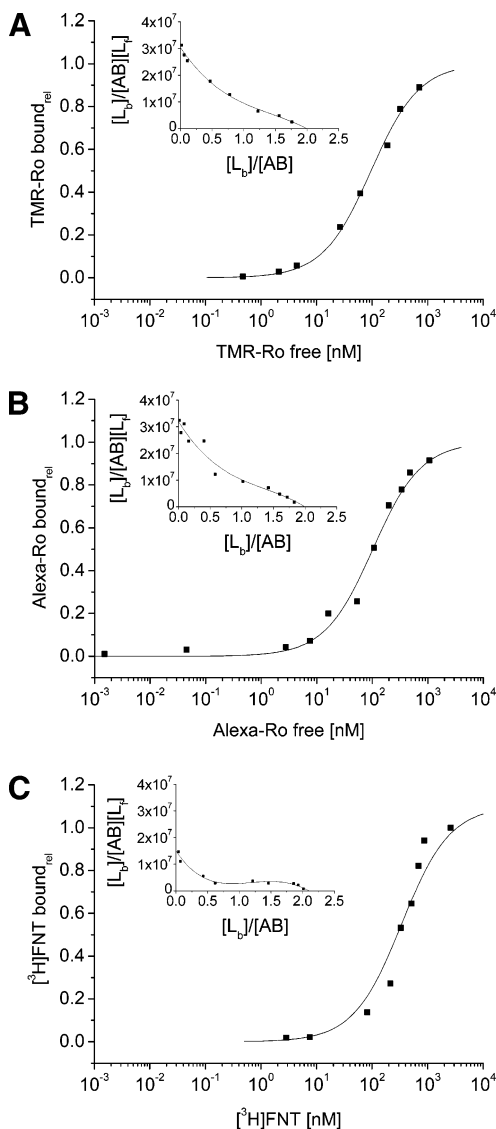 A
TMR-Ro bound_rel
1.2
1.0
0.8
0.6
0.4
0.2
0.0
[L_b]/[AB][L_f]
4x10^7
3x10^7
2x10^7
1x10^7
0
0.0 0.5 1.0 1.5 2.0 2.5
[L_b]/[AB]
10^-3 10^-2 10^-1 10^0 10^1 10^2 10^3 10^4
TMR-Ro free [nM]
B
Alexa-Ro bound_rel
1.2
1.0
0.8
0.6
0.4
0.2
0.0
[L_b]/[AB][L_f]
4x10^7
3x10^7
2x10^7
1x10^7
0
0.0 0.5 1.0 1.5 2.0 2.5
[L_b]/[AB]
10^-3 10^-2 10^-1 10^0 10^1 10^2 10^3 10^4
Alexa-Ro free [nM]
C
[^3H]FNT bound_rel
1.2
1.0
0.8
0.6
0.4
0.2
0.0
[L_b]/[AB][L_f]
4x10^7
3x10^7
2x10^7
1x10^7
0
0.0 0.5 1.0 1.5 2.0 2.5
[L_b]/[AB]
10^-3 10^-2 10^-1 10^0 10^1 10^2 10^3 10^4
[^3H]FNT [nM]